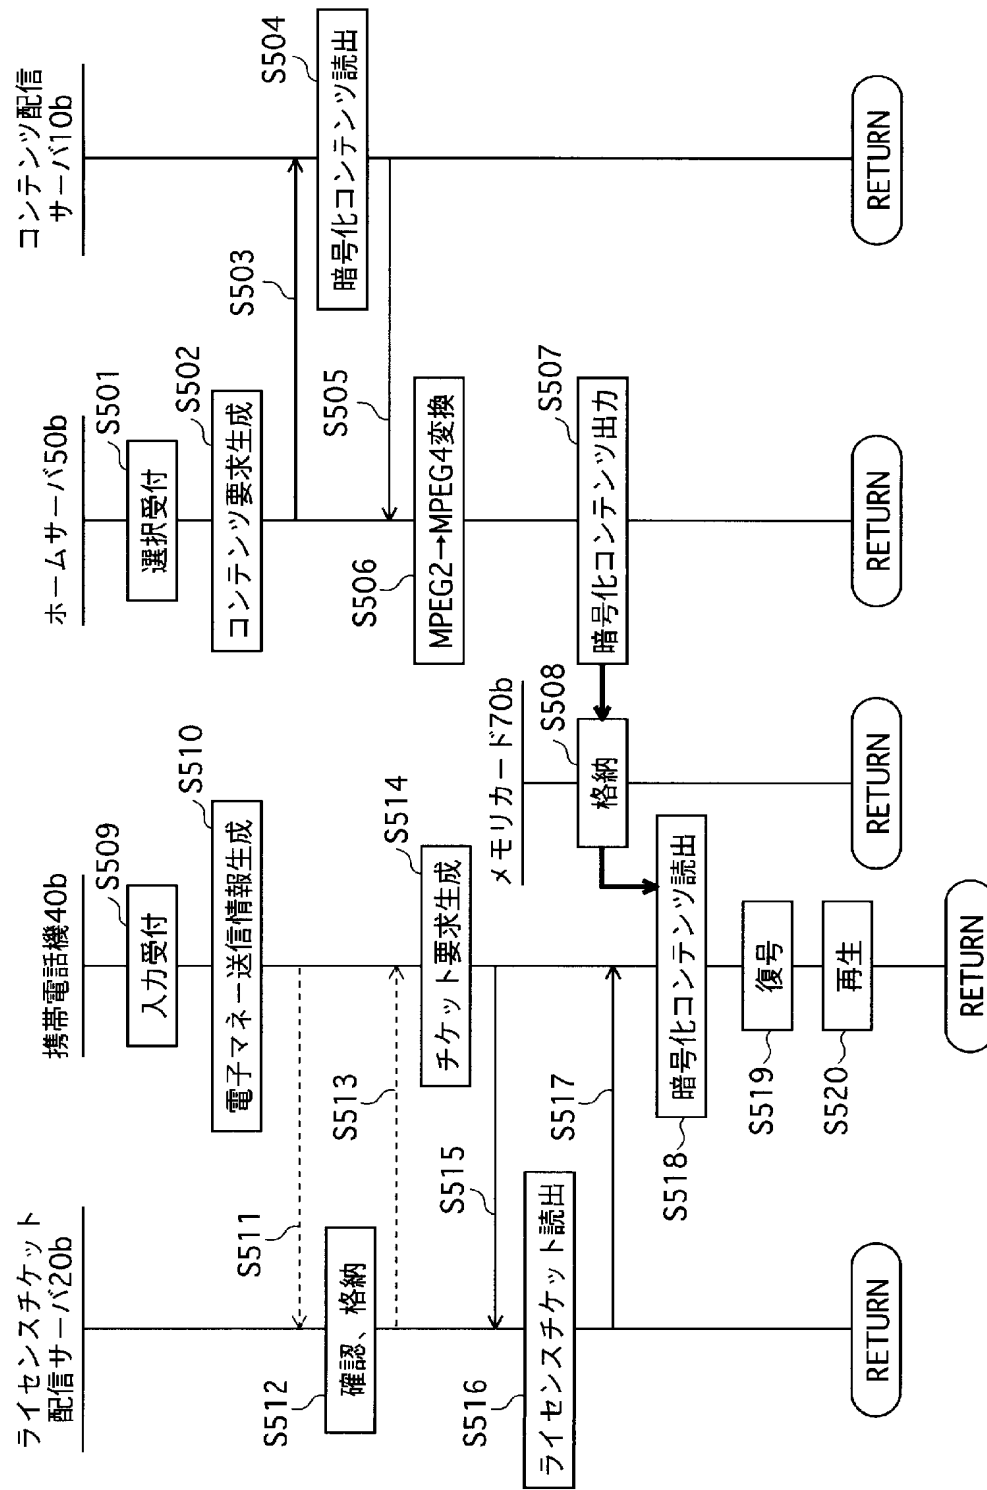 ライセンスチケット
配信サーバ20b
携帯電話機40b
メモリカード70b
ホームサーバ50b
コンテンツ配信
サーバ10b
選択受付
S501
コンテンツ要求生成
S502
S503
暗号化コンテンツ読出
S504
S505
MPEG2→MPEG4変換
S506
暗号化コンテンツ出力
S507
格納
S508
入力受付
S509
電子マネー送信情報生成
S510
S511
確認、格納
S512
S513
チケット要求生成
S514
S515
ライセンスチケット読出
S516
S517
暗号化コンテンツ読出
S518
復号
S519
再生
S520
RETURN
RETURN
RETURN
RETURN
RETURN